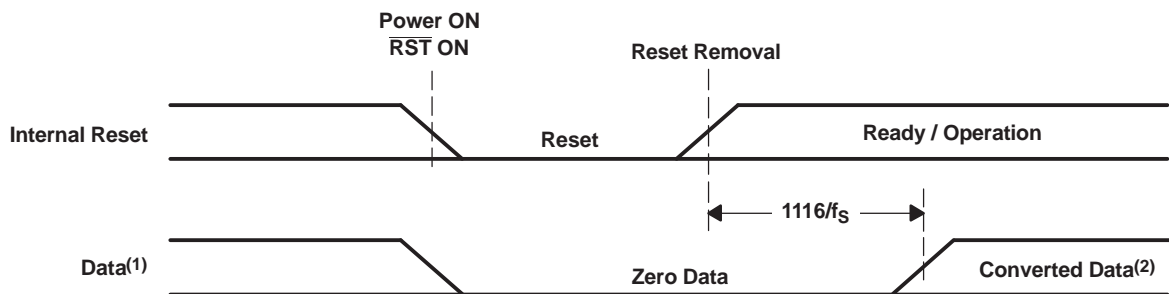 Power ON
RST ON
Reset Removal
Internal Reset
Reset
Ready / Operation
1116/fS
Data(1)
Zero Data
Converted Data(2)